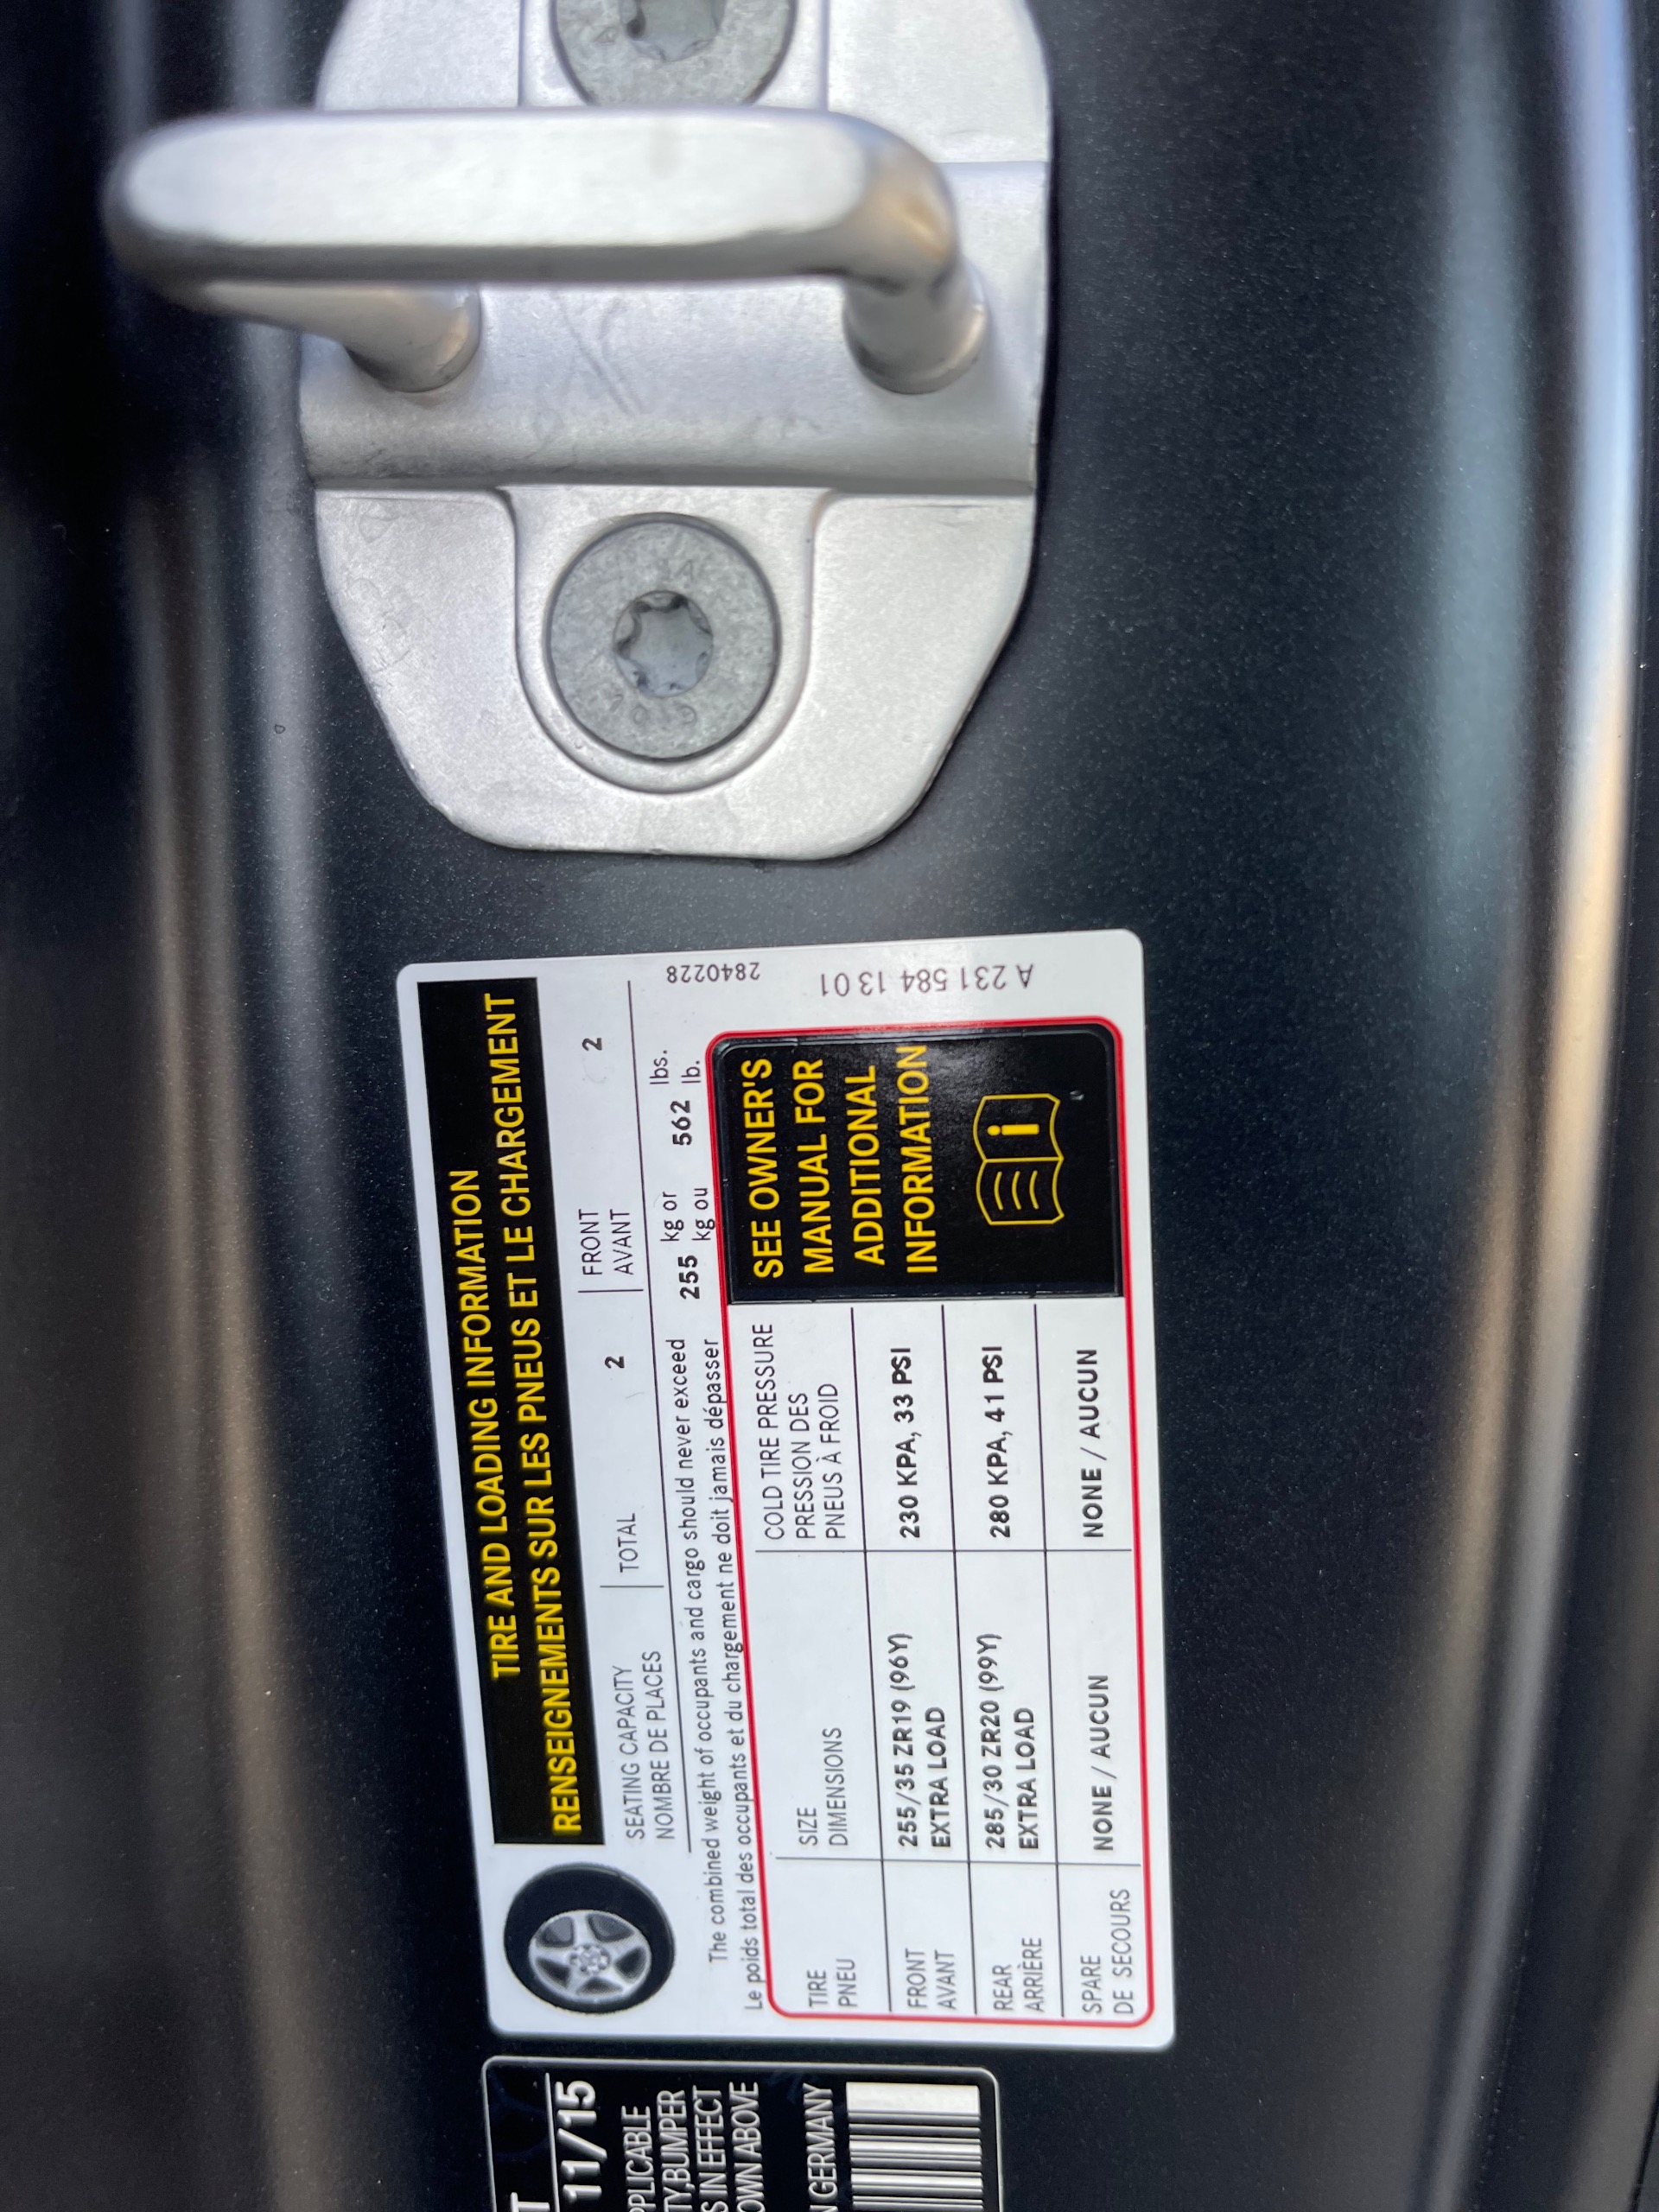 TIRE AND LOADING INFORMATION
RENSEIGNEMENTS SUR LES PNEUS ET LE CHARGEMENT
SEATING CAPACITY
NOMBRE DE PLACES
TOTAL 2
FRONT
AVANT
2
The combined weight of occupants and cargo should never exceed 255 kg or 562 lbs.
Le poids total des occupants et du chargement ne doit jamais dépasser kg ou lb.
TIRE
PNEU
SIZE
DIMENSIONS
COLD TIRE PRESSURE
PRESSION DES
PNEUS À FROID
FRONT
AVANT
255/35 ZR19 (96Y)
EXTRA LOAD
230 KPA, 33 PSI
REAR
ARRIÈRE
285/30 ZR20 (99Y)
EXTRA LOAD
280 KPA, 41 PSI
SPARE
DE SECOURS
NONE / AUCUN
NONE / AUCUN
SEE OWNER'S
MANUAL FOR
ADDITIONAL
INFORMATION
i
2840228
A 231 584 13 01
11/15
BUMPER
IN EFFECT
ABOVE
GERMANY